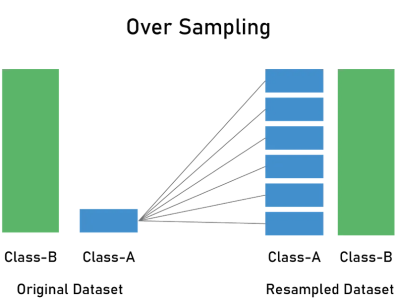 Over Sampling
Class-B Class-A Class-A Class-B
Original Dataset Resampled Dataset